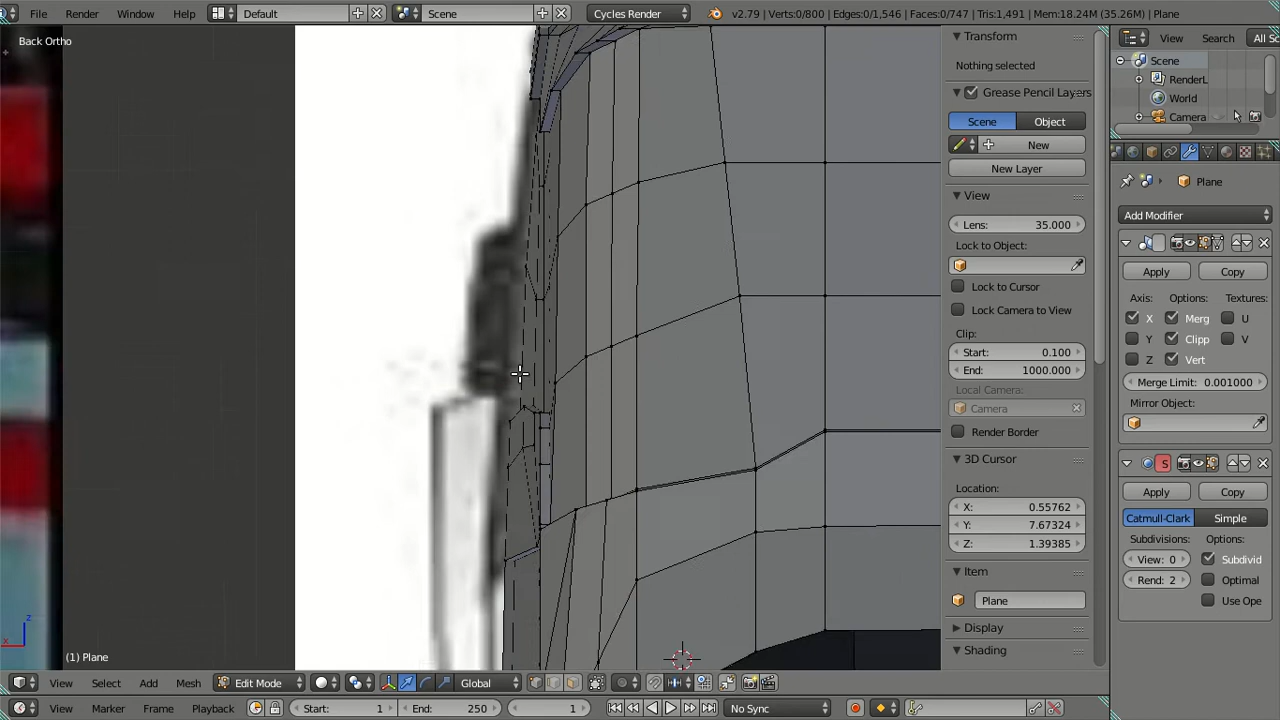 File Render Window Help Default Scene Cycles Render v2.79 | Verts:0/800 | Edges:0/1,546 | Faces:0/747 | Tris:1,491 | Mem:18.24M (35.26M) | Plane
Back Ortho
Transform
Nothing selected
Grease Pencil Layers
Scene Object
New
New Layer
View
Lens: 35.000
Lock to Object:
Lock to Cursor
Lock Camera to View
Clip:
Start: 0.100
End: 1000.000
Local Camera:
Camera
Render Border
3D Cursor
Location:
X: 0.55762
Y: 7.67324
Z: 1.39385
Item
Plane
Display
Shading
View Search All Sc
Scene
RenderL
World
Camera
Plane
Add Modifier
Apply Copy
Axis: Options: Textures:
X Merg U
Y Clipp V
Z Vert
Merge Limit: 0.001000
Mirror Object:
S
Apply Copy
Catmull-Clark Simple
Subdivisions: Options:
View: 0 Subdivid
Rend: 2 Optimal
Use Ope
z
x
(1) Plane
View Select Add Mesh Edit Mode Global
View Marker Frame Playback Start: 1 End: 250 1 No Sync